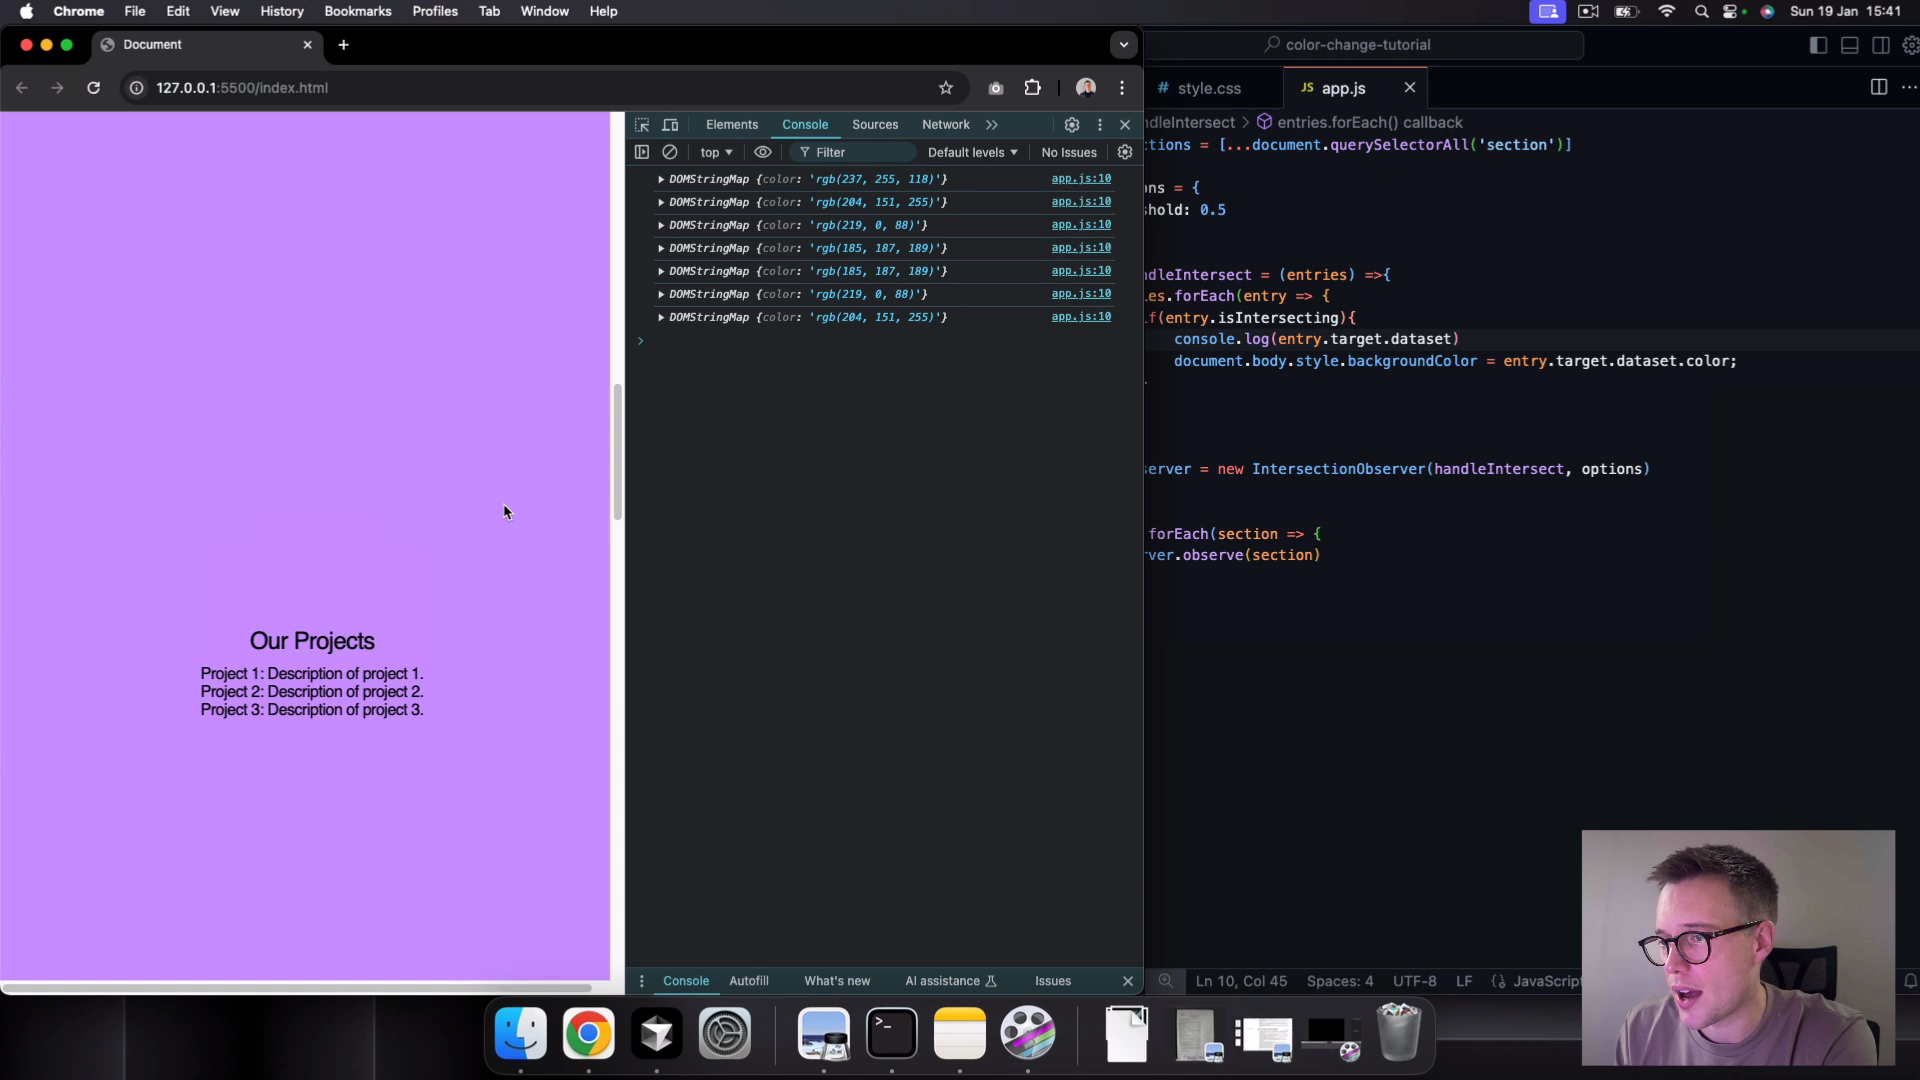 Chrome File Edit View History Bookmarks Profiles Tab Window Help
Sun 19 Jan 15:41
Document
127.0.0.1:5500/index.html
Elements Console Sources Network
top Filter Default levels No Issues
DOMStringMap {color: 'rgb(237, 255, 118)'} app.js:10
DOMStringMap {color: 'rgb(204, 151, 255)'} app.js:10
DOMStringMap {color: 'rgb(219, 0, 88)'} app.js:10
DOMStringMap {color: 'rgb(185, 187, 189)'} app.js:10
DOMStringMap {color: 'rgb(185, 187, 189)'} app.js:10
DOMStringMap {color: 'rgb(219, 0, 88)'} app.js:10
DOMStringMap {color: 'rgb(204, 151, 255)'} app.js:10
Our Projects
Project 1: Description of project 1.
Project 2: Description of project 2.
Project 3: Description of project 3.
Console Autofill What's new AI assistance Issues
color-change-tutorial
# style.css JS app.js
ndleIntersect > entries.forEach() callback
tions = [...document.querySelectorAll('section')]
ns = {
hold: 0.5
dleIntersect = (entries) =>{
es.forEach(entry => {
if(entry.isIntersecting){
console.log(entry.target.dataset)
document.body.style.backgroundColor = entry.target.dataset.color;
server = new IntersectionObserver(handleIntersect, options)
forEach(section => {
ver.observe(section)
Ln 10, Col 45 Spaces: 4 UTF-8 LF {} JavaScript